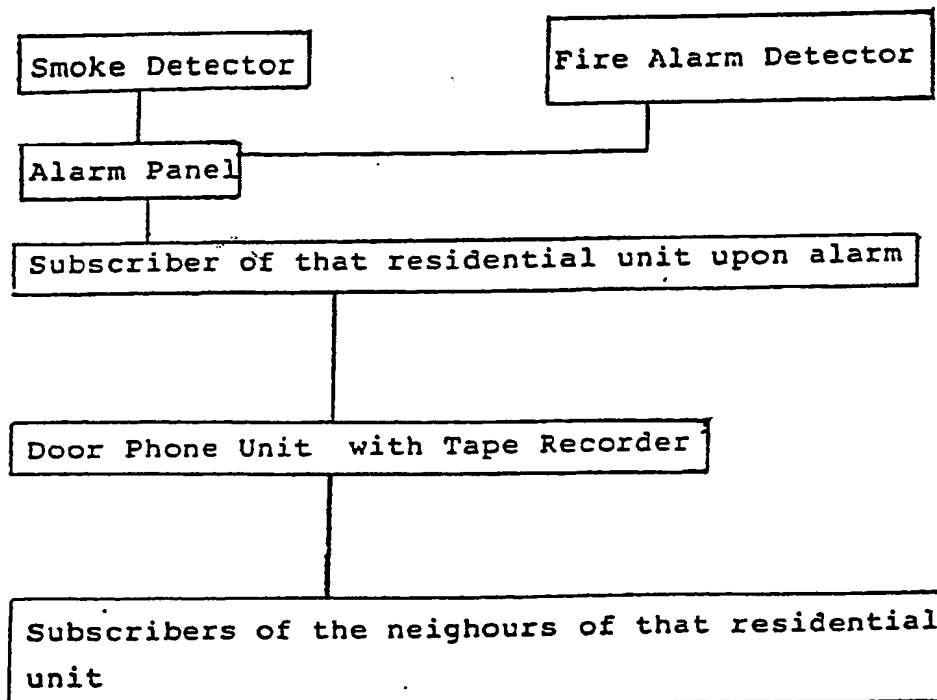 Smoke Detector
Fire Alarm Detector
Alarm Panel
Subscriber of that residential unit upon alarm
Door Phone Unit with Tape Recorder
Subscribers of the neighours of that residential
unit